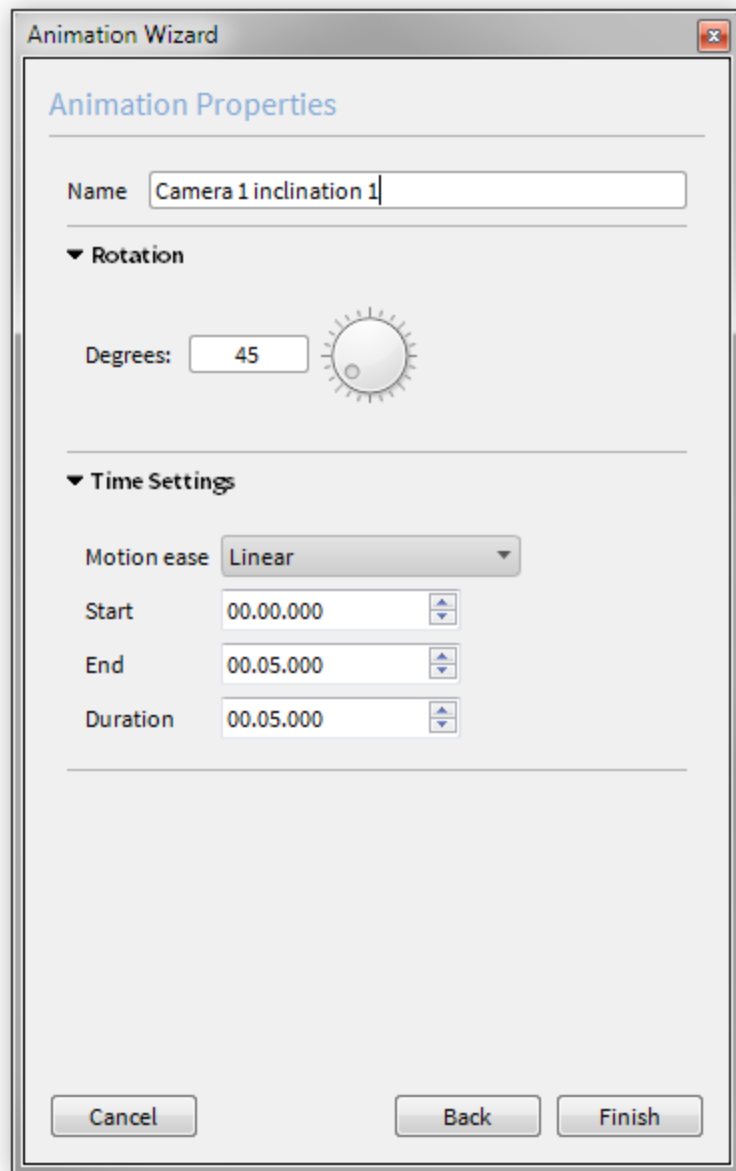 Animation Wizard
Animation Properties
Name Camera 1 inclination 1
Rotation
Degrees: 45
Time Settings
Motion ease Linear
Start 00.00.000
End 00.05.000
Duration 00.05.000
Cancel Back Finish